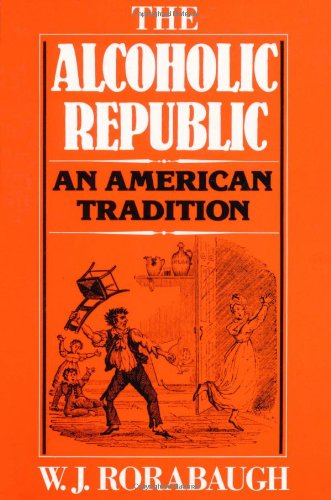 THE
ALCOHOLIC
REPUBLIC
AN AMERICAN
TRADITION
W. J. RORABAUGH